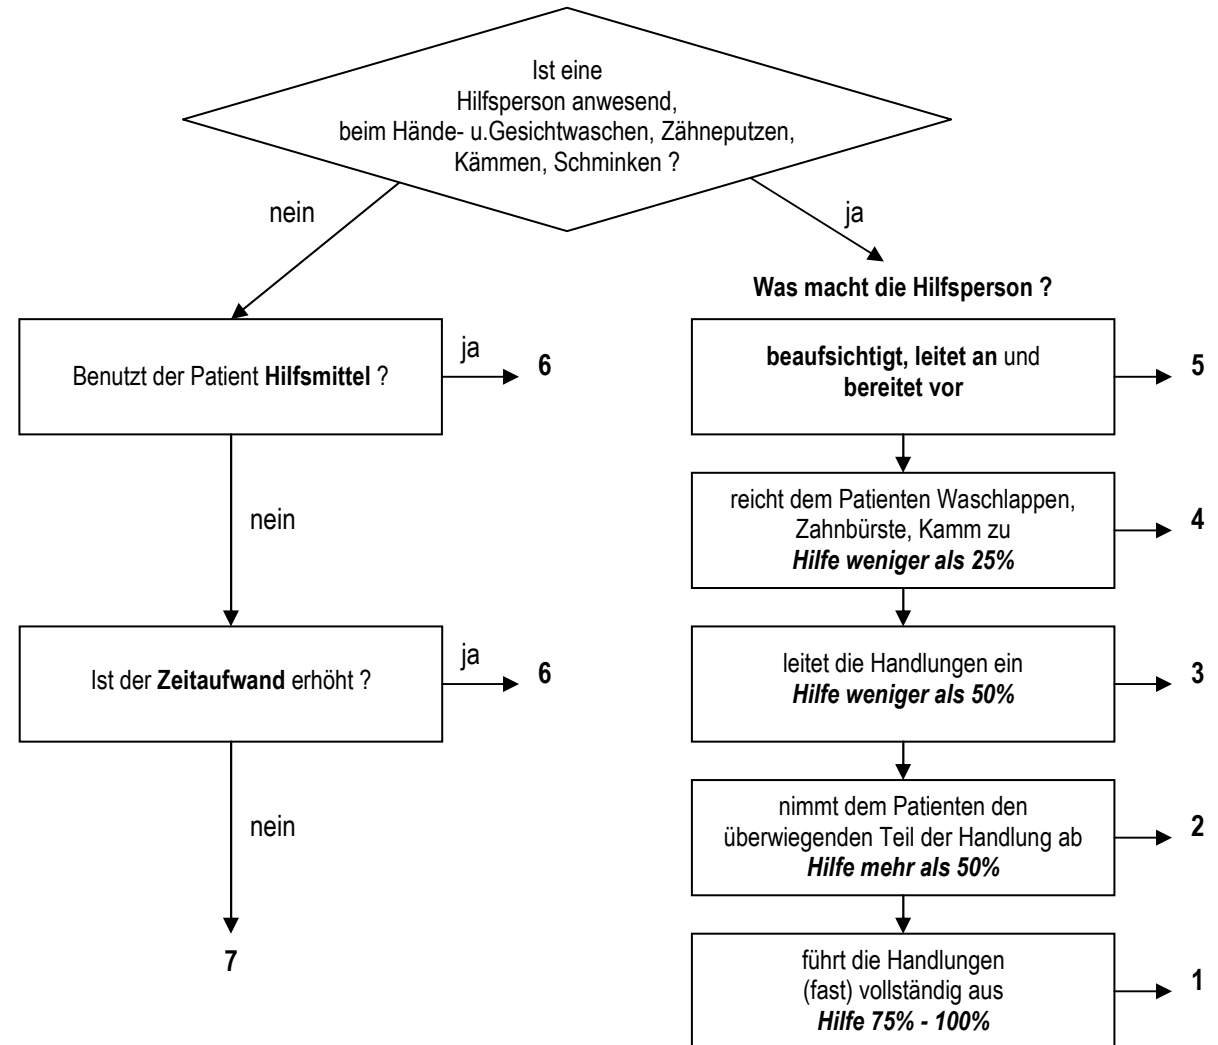 Ist eine
Hilfsperson anwesend,
beim Hände- u.Gesichtwaschen, Zähneputzen,
Kämmen, Schminken ?
nein
ja
Was macht die Hilfsperson ?
Benutzt der Patient Hilfsmittel ?
ja
6
beaufsichtigt, leitet an und
bereitet vor
5
nein
reicht dem Patienten Waschlappen,
Zahnbürste, Kamm zu
Hilfe weniger als 25%
4
Ist der Zeitaufwand erhöht ?
ja
6
leitet die Handlungen ein
Hilfe weniger als 50%
3
nein
nimmt dem Patienten den
überwiegenden Teil der Handlung ab
Hilfe mehr als 50%
2
7
führt die Handlungen
(fast) vollständig aus
Hilfe 75% - 100%
1